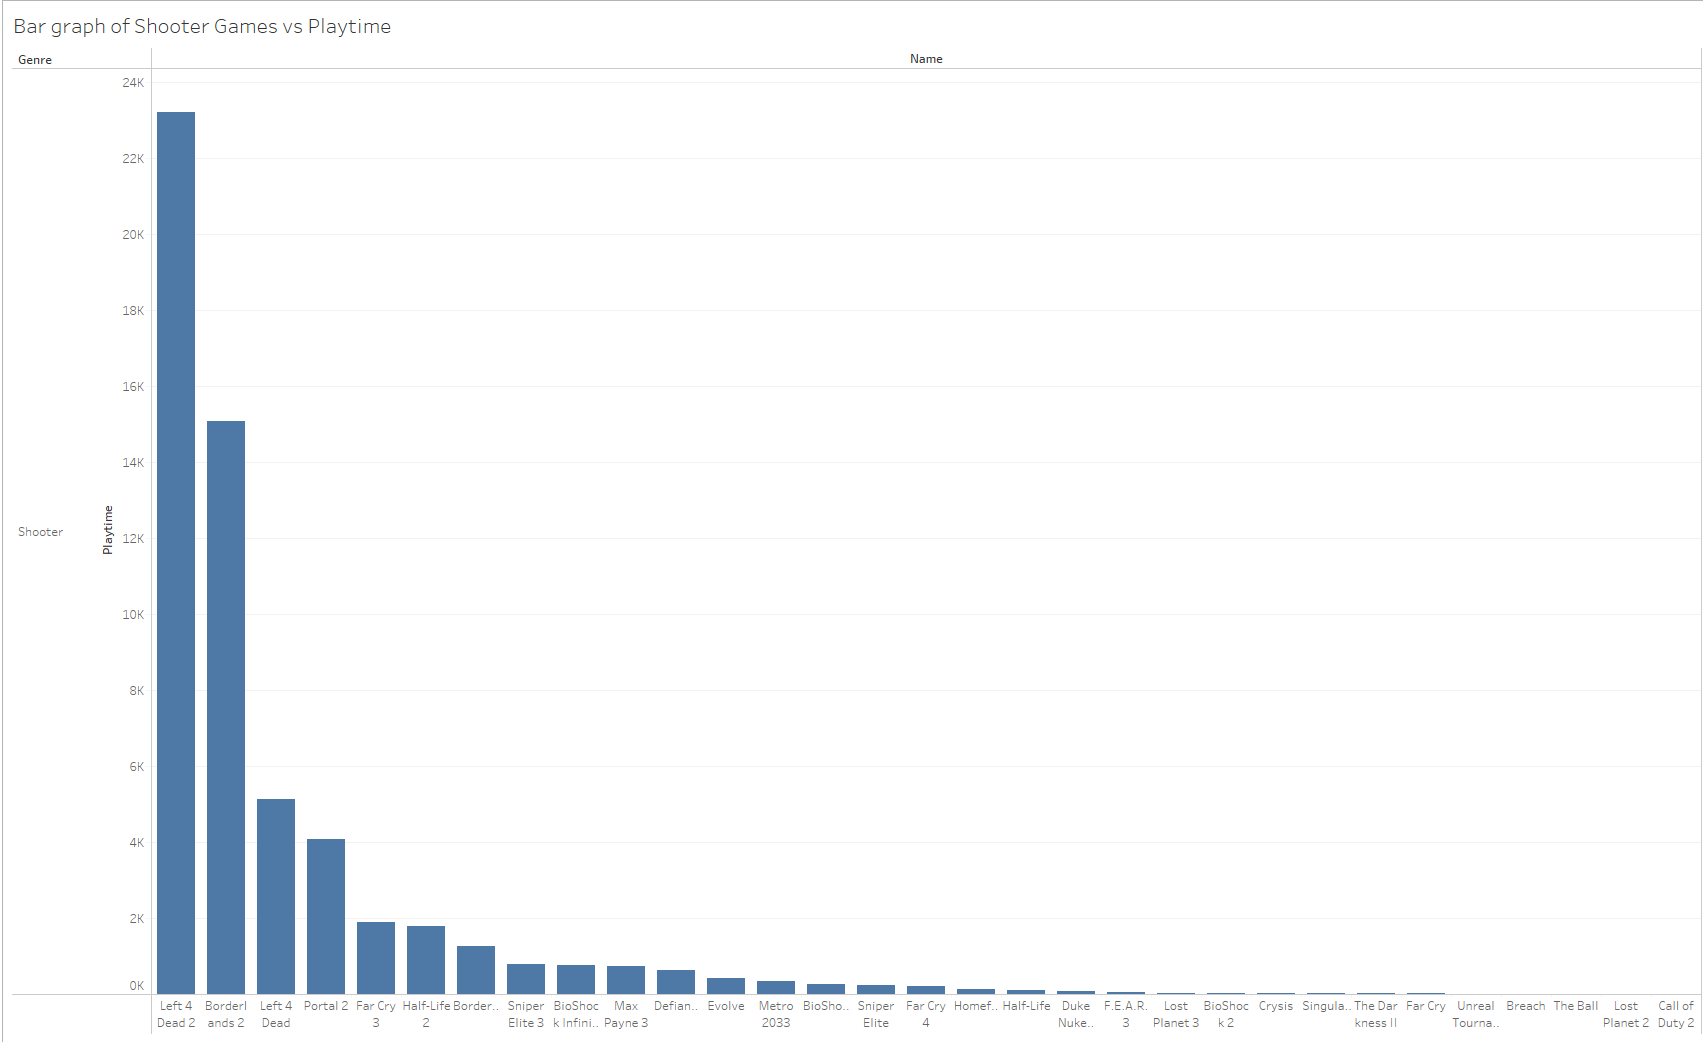 Bar graph of Shooter Games vs Playtime
Genre
Name
24K
22K
20K
18K
16K
14K
12K
10K
8K
6K
4K
2K
0K
Shooter
Playtime
Left 4
Dead 2
Borderl
ands 2
Left 4
Dead
Portal 2
Far Cry
3
Half-Life
2
Border..
Sniper
Elite 3
BioShoc
k Infini..
Max
Payne 3
Defian..
Evolve
Metro
2033
BioSho..
Sniper
Elite
Far Cry
4
Homef..
Half-Life
Duke
Nuke..
F.E.A.R.
3
Lost
Planet 3
BioShoc
k 2
Crysis
Singula..
The Dar
kness II
Far Cry
Unreal
Tourna..
Breach
The Ball
Lost
Planet 2
Call of
Duty 2